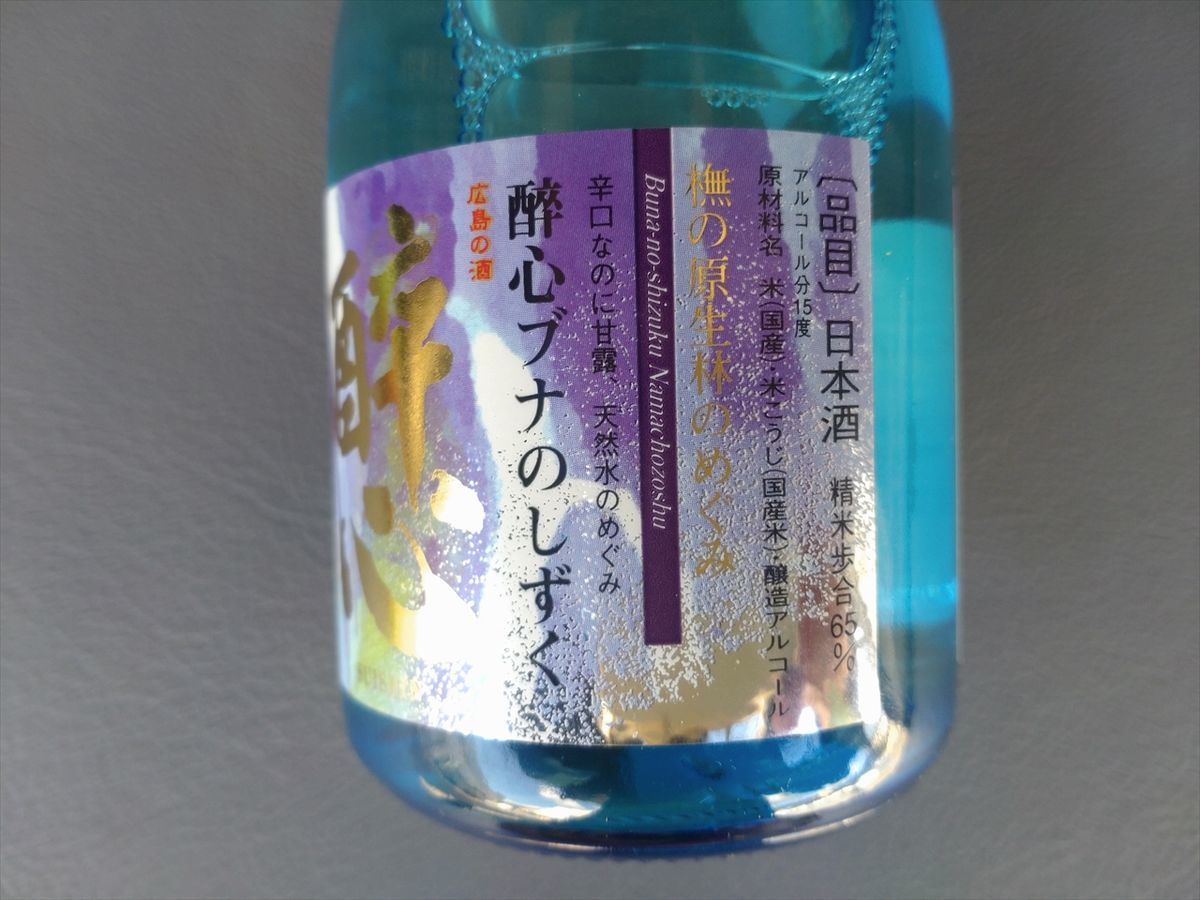 〔品目〕日本酒 精米歩合65%
アルコール分15度
原材料名 米(国産)・米こうじ(国産米)・醸造アルコール
橅の原生林のめぐみ
Buna-no-shizuku Namachozoshu
辛口なのに甘露、天然水のめぐみ
醉心ブナのしずく
広島の酒
醉心